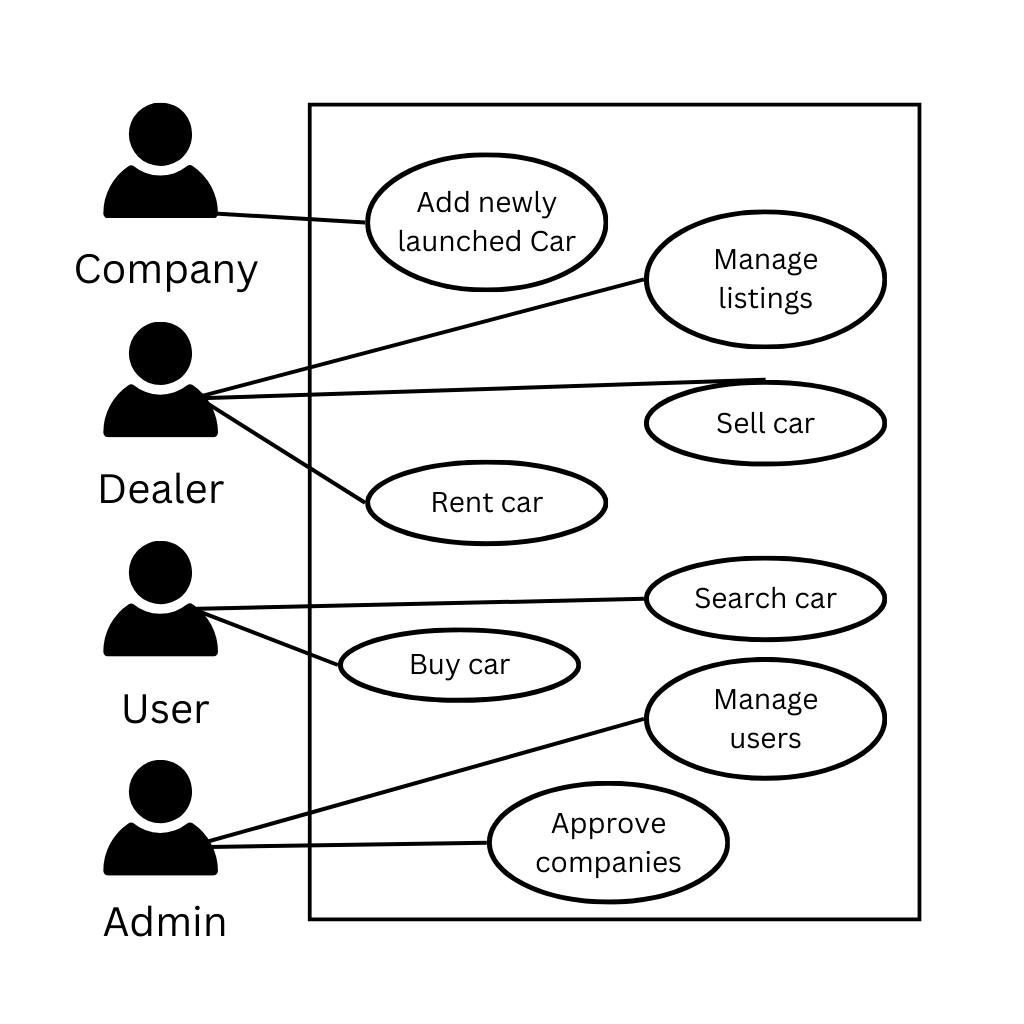 Company
Add newly
launched Car
Manage
listings
Dealer
Sell car
Rent car
User
Search car
Buy car
Manage
users
Admin
Approve
companies